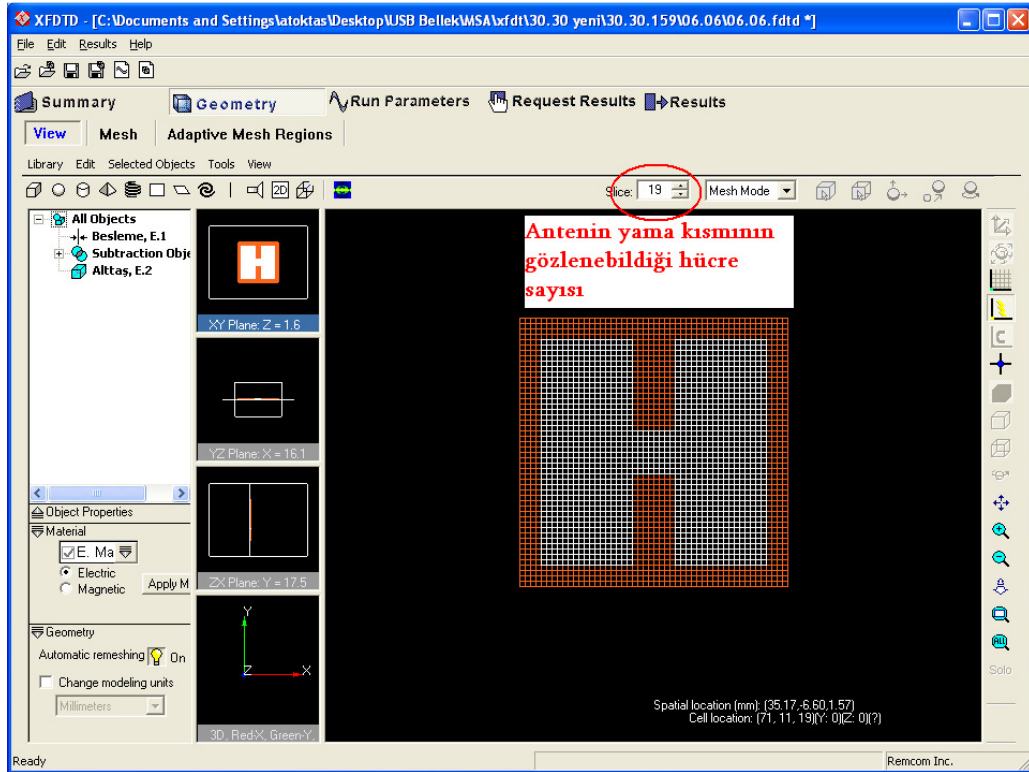 XFDTD - [C:\Documents and Settings\atoktas\Desktop\USB Bellek\MSA\xfdt\30.30 yeni\30.30.159\06.06\06.06.fdtd *]
File Edit Results Help
Summary Geometry Run Parameters Request Results Results
View Mesh Adaptive Mesh Regions
Library Edit Selected Objects Tools View
2D Slice: 19 Mesh Mode
All Objects
Besleme, E.1
Subtraction Obje
Alttaş, E.2
XY Plane: Z = 1.6
YZ Plane: X = 16.1
ZX Plane: Y = 17.5
Y
Z X
3D, Red-X, Green-Y,
Antenin yama kısmının
gözlenebildiği hücre
sayısı
Object Properties
Material
E. Ma
Electric
Magnetic
Apply M
Geometry
Automatic remeshing On
Change modeling units
Millimeters
Spatial location (mm): (35.17,-6.60,1.57)
Cell location: (71, 11, 19)(Y: 0)(Z: 0)(?)
C
ALL
Solo
Ready
Remcom Inc.